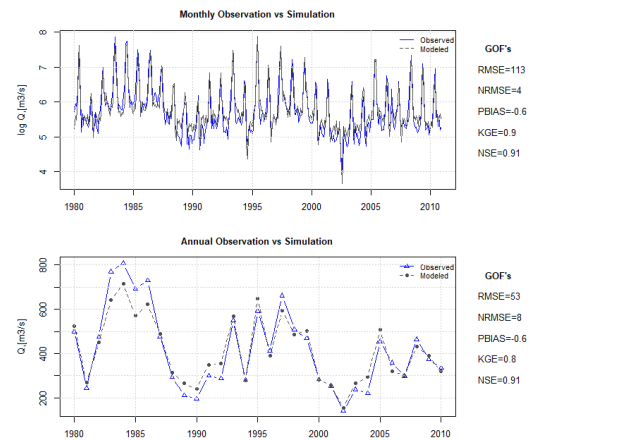 Monthly Observation vs Simulation
8
7
6
5
4
log Q,[m3/s]
Observed
Modeled
1980 1985 1990 1995 2000 2005 2010
GOF's
RMSE=113
NRMSE=4
PBIAS=-0.6
KGE=0.9
NSE=0.91
Annual Observation vs Simulation
800
600
400
200
Q,[m3/s]
Observed
Modeled
1980 1985 1990 1995 2000 2005 2010
GOF's
RMSE=53
NRMSE=8
PBIAS=-0.6
KGE=0.8
NSE=0.91